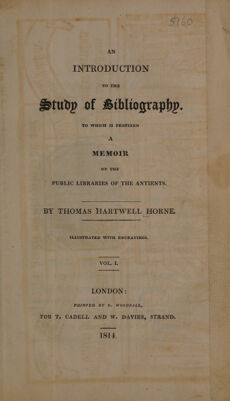 5160
AN
INTRODUCTION
TO THE
Study of Bibliography.
TO WHICH IS PREFIXED
A
MEMOIR
ON THE
PUBLIC LIBRARIES OF THE ANTIENTS.
BY THOMAS HARTWELL HORNE.
ILLUSTRATED WITH ENGRAVINGS.
VOL. I.
LONDON:
PRINTED BY G. WOODFALL,
FOR T. CADELL AND W. DAVIES, STRAND.
1814.